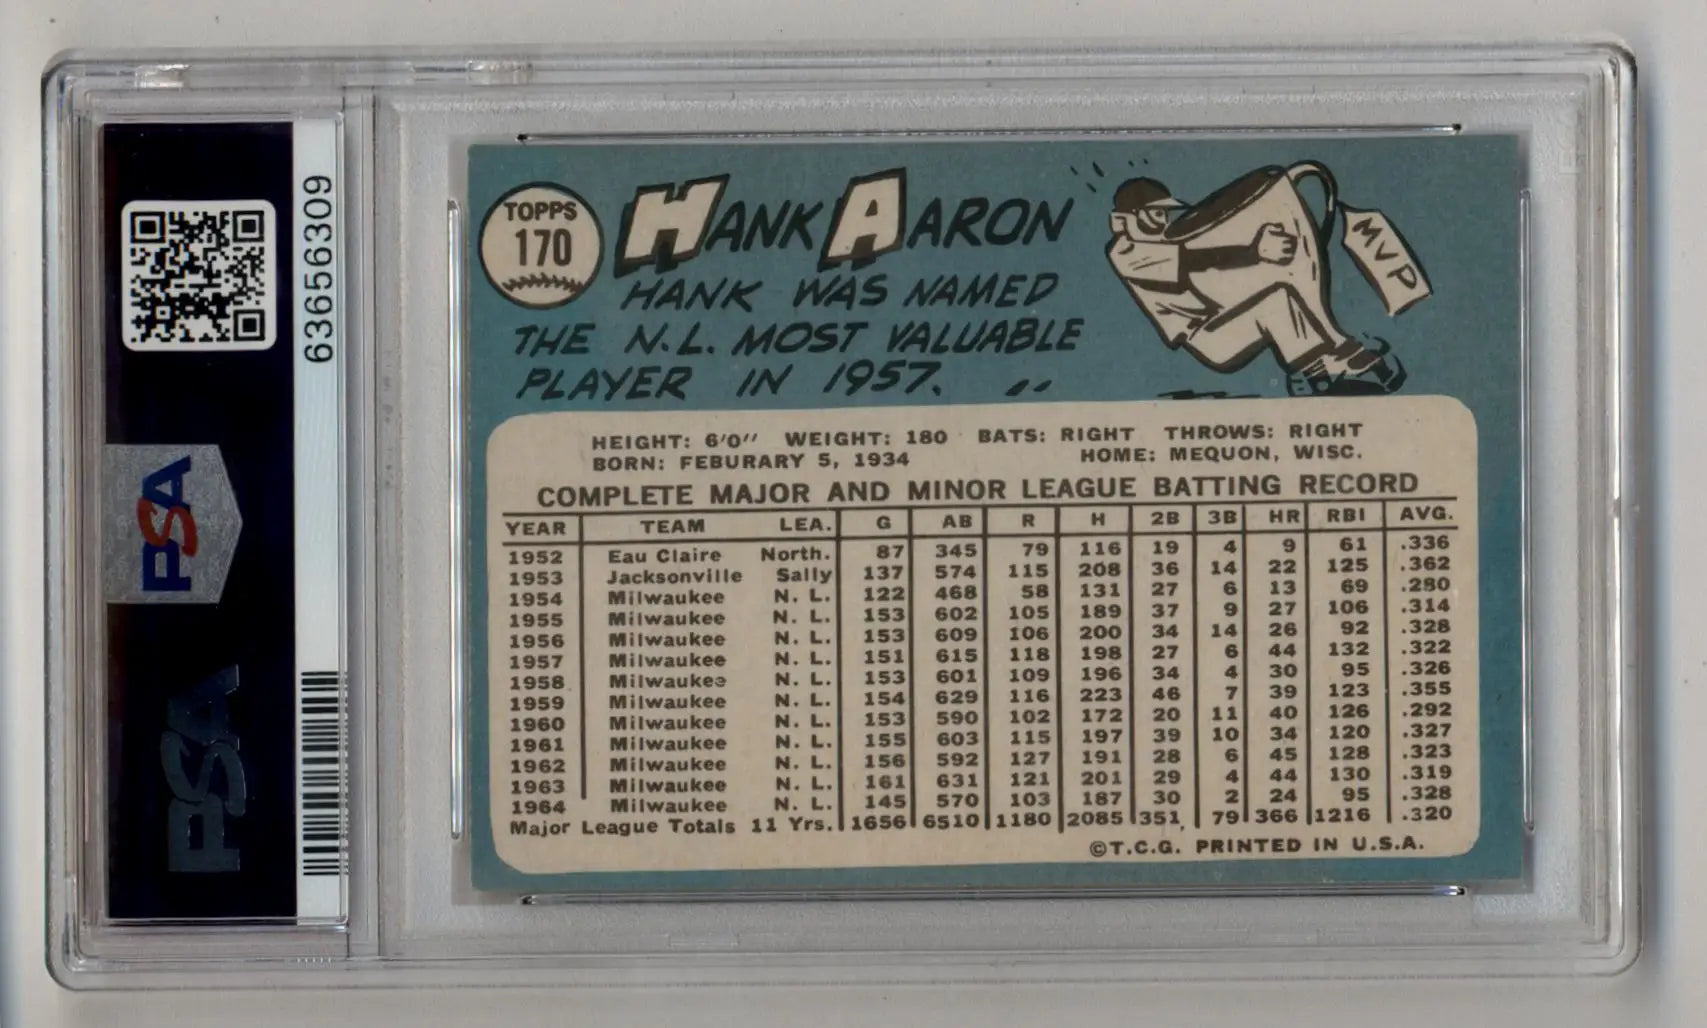 63656309
PSA
PSA
TOPPS
170
HANK AARON
HANK WAS NAMED
THE N.L. MOST VALUABLE
PLAYER IN 1957.
MVP
HEIGHT: 6'0" WEIGHT: 180 BATS: RIGHT THROWS: RIGHT
BORN: FEBURARY 5, 1934 HOME: MEQUON, WISC.
COMPLETE MAJOR AND MINOR LEAGUE BATTING RECORD
YEAR TEAM LEA. G AB R H 2B 3B HR RBI AVG.
1952 Eau Claire North. 87 345 79 116 19 4 9 61 .336
1953 Jacksonville Sally 137 574 115 208 36 14 22 125 .362
1954 Milwaukee N. L. 122 468 58 131 27 6 13 69 .280
1955 Milwaukee N. L. 153 602 105 189 37 9 27 106 .314
1956 Milwaukee N. L. 153 609 106 200 34 14 26 92 .328
1957 Milwaukee N. L. 151 615 118 198 27 6 44 132 .322
1958 Milwaukee N. L. 153 601 109 196 34 4 30 95 .326
1959 Milwaukee N. L. 154 629 116 223 46 7 39 123 .355
1960 Milwaukee N. L. 153 590 102 172 20 11 40 126 .292
1961 Milwaukee N. L. 155 603 115 197 39 10 34 120 .327
1962 Milwaukee N. L. 156 592 127 191 28 6 45 128 .323
1963 Milwaukee N. L. 161 631 121 201 29 4 44 130 .319
1964 Milwaukee N. L. 145 570 103 187 30 2 24 95 .328
Major League Totals 11 Yrs. 1656 6510 1180 2085 351 79 366 1216 .320
©T.C.G. PRINTED IN U.S.A.